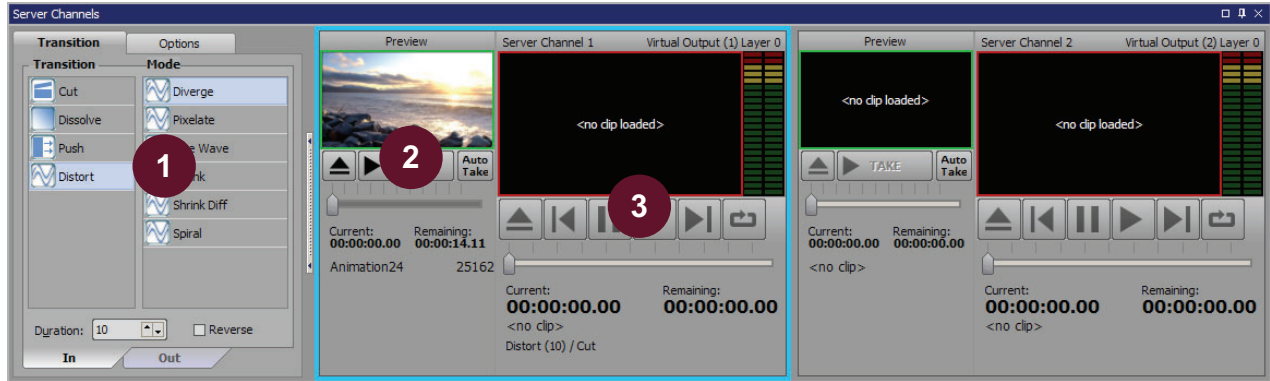 Server Channels
Transition
Options
Transition
Mode
Cut
Dissolve
Push
Distort
Diverge
Pixelate
Wave
Shrink Diff
Spiral
Duration: 10
Reverse
In
Out
1
Preview
2
Auto
Take
Current:
00:00:00.00
Remaining:
00:00:14.11
Animation24
25162
Server Channel 1
Virtual Output (1) Layer 0
<no clip loaded>
3
Current:
00:00:00.00
Remaining:
00:00:00.00
<no clip>
Distort (10) / Cut
Preview
<no clip loaded>
TAKE
Auto
Take
Current:
00:00:00.00
Remaining:
00:00:00.00
<no clip>
Server Channel 2
Virtual Output (2) Layer 0
<no clip loaded>
Current:
00:00:00.00
Remaining:
00:00:00.00
<no clip>